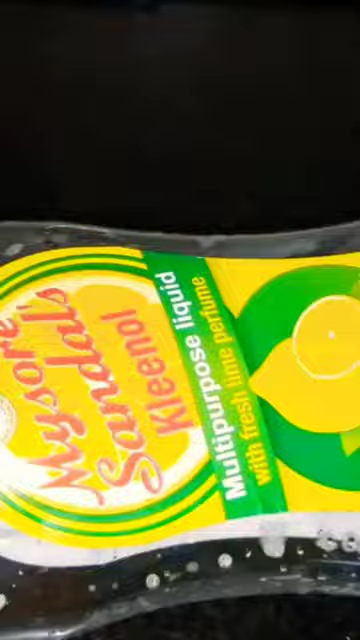 Mysore
Sandal's
Kleenol
Multipurpose liquid
with fresh lime perfume